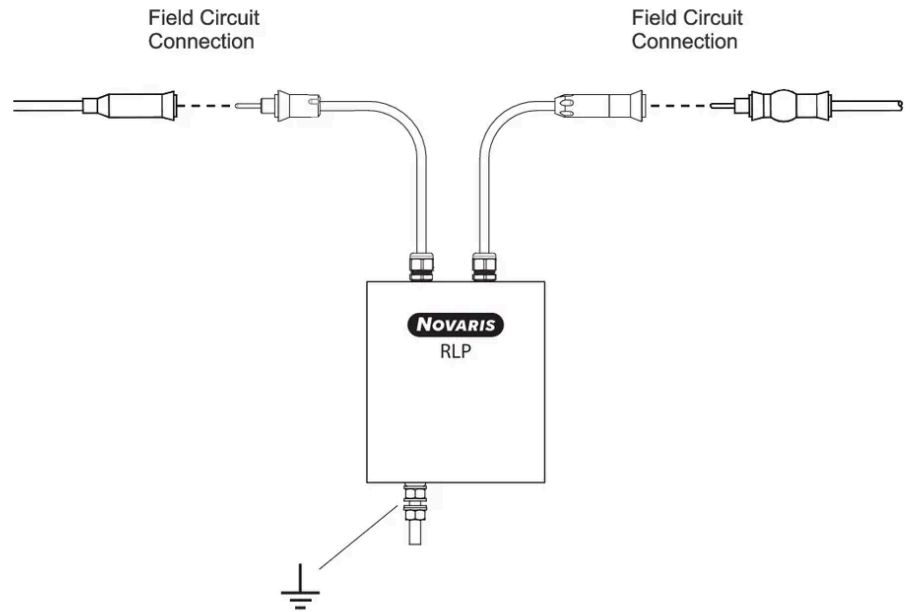 Field Circuit
Connection
Field Circuit
Connection
NOVARIS
RLP